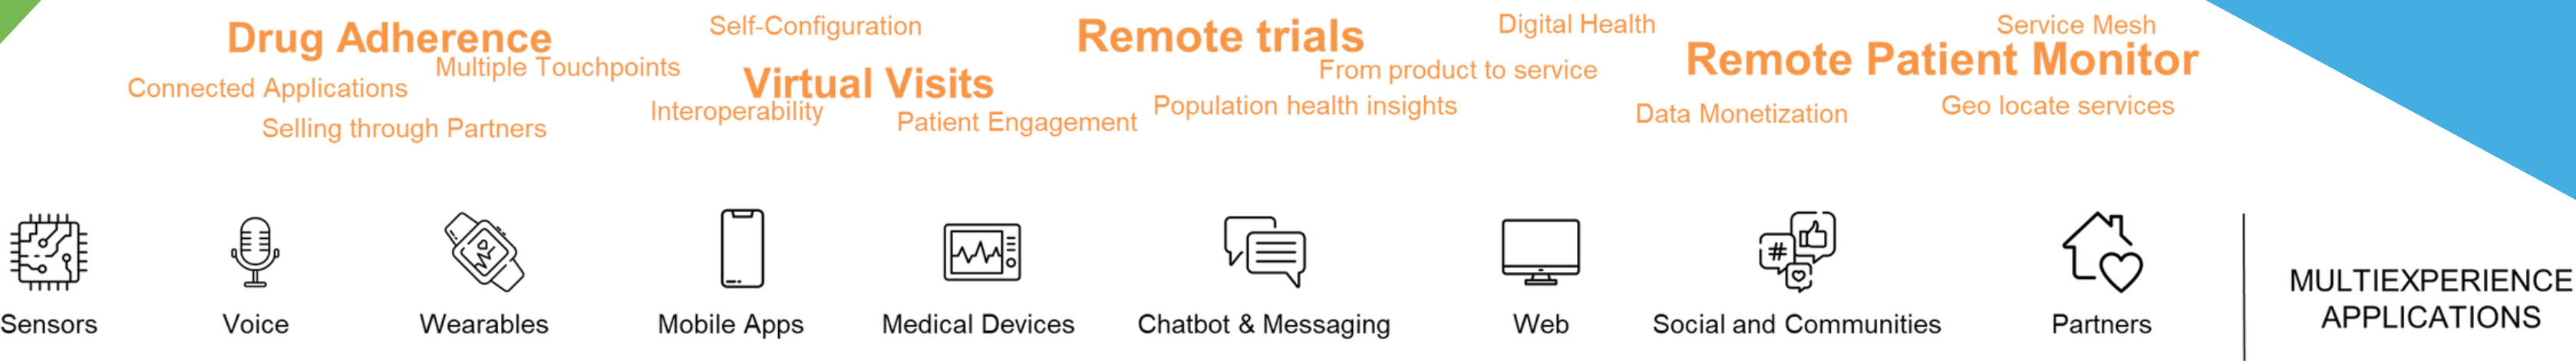 Drug Adherence
Self-Configuration
Remote trials
Digital Health
Service Mesh
Connected Applications
Multiple Touchpoints
Virtual Visits
From product to service
Remote Patient Monitor
Selling through Partners
Interoperability
Patient Engagement
Population health insights
Data Monetization
Geo locate services
#
Sensors
Voice
Wearables
Mobile Apps
Medical Devices
Chatbot & Messaging
Web
Social and Communities
Partners
MULTIEXPERIENCE
APPLICATIONS